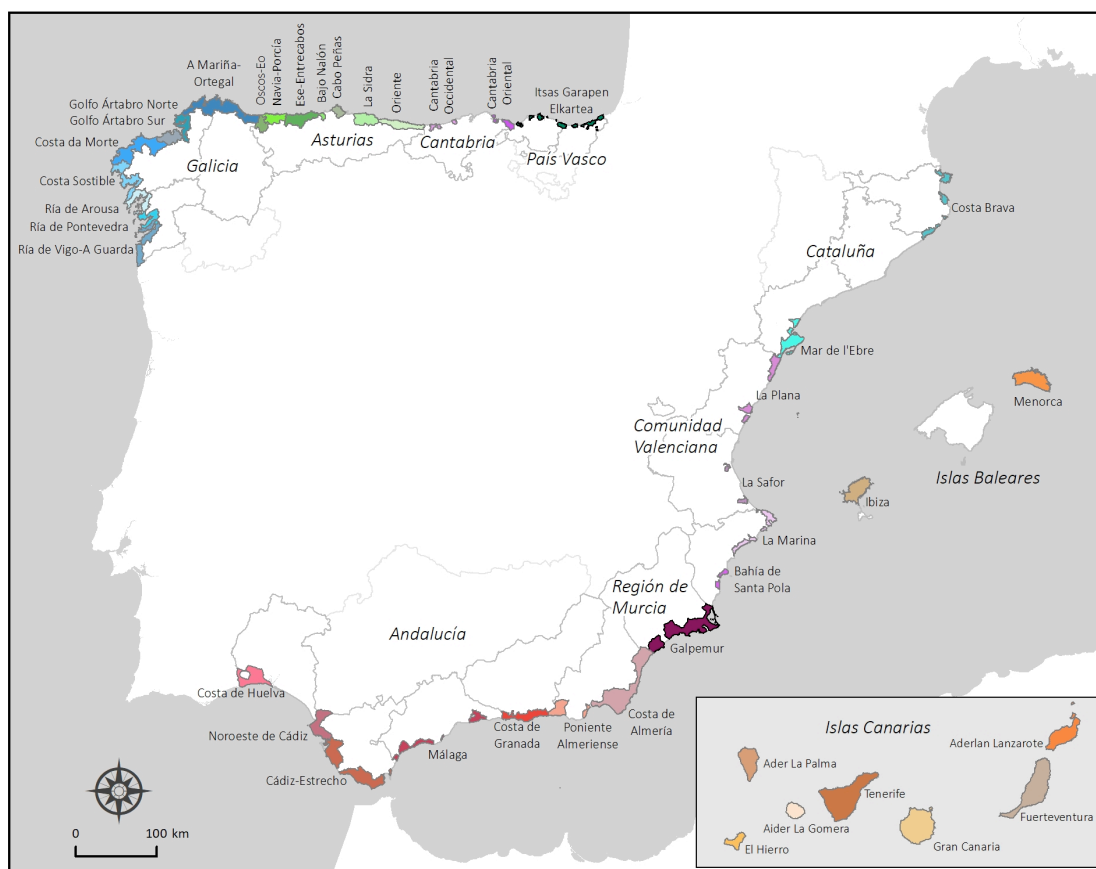 A Mariña-
Ortegal
Oscos-Eo
Navia-Porcía
Ese-Entrecabos
Bajo Nalón
Cabo Peñas
La Sidra
Oriente
Cantabria
Occidental
Cantabria
Oriental
Itsas Garapen
Elkartea
Golfo Ártabro Norte
Golfo Ártabro Sur
Costa da Morte
Costa Sostible
Ría de Arousa
Ría de Pontevedra
Ría de Vigo-A Guarda
Galicia
Asturias
Cantabria
País Vasco
Costa Brava
Cataluña
Mar de l'Ebre
La Plana
Menorca
Comunidad
Valenciana
La Safor
Ibiza
Islas Baleares
La Marina
Bahía de
Santa Pola
Región de
Murcia
Galpemur
Andalucía
Costa de Huelva
Noroeste de Cádiz
Cádiz-Estrecho
Málaga
Costa de
Granada
Poniente
Almeriense
Costa de
Almería
0 100 km
Islas Canarias
Aderlan Lanzarote
Ader La Palma
Tenerife
Fuerteventura
Aider La Gomera
El Hierro
Gran Canaria